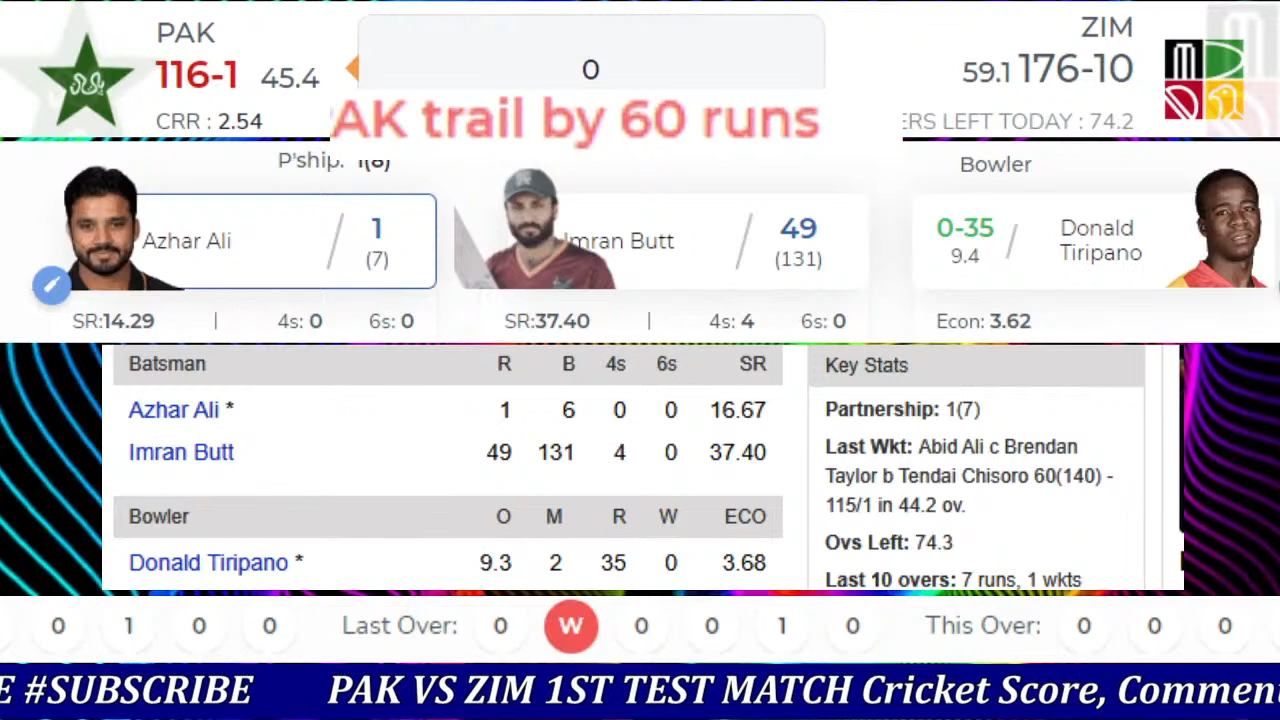 PAK
116-1 45.4
CRR : 2.54
0
AK trail by 60 runs
ZIM
59.1 176-10
ERS LEFT TODAY : 74.2
P'ship: 1(8)
Azhar Ali
1
(7)
SR:14.29 | 4s: 0 6s: 0
Imran Butt
49
(131)
SR:37.40 | 4s: 4 6s: 0
Bowler
0-35
9.4
Donald
Tiripano
Econ: 3.62
Batsman R B 4s 6s SR
Azhar Ali * 1 6 0 0 16.67
Imran Butt 49 131 4 0 37.40
Bowler O M R W ECO
Donald Tiripano * 9.3 2 35 0 3.68
Key Stats
Partnership: 1(7)
Last Wkt: Abid Ali c Brendan
Taylor b Tendai Chisoro 60(140) -
115/1 in 44.2 ov.
Ovs Left: 74.3
Last 10 overs: 7 runs, 1 wkts
0 1 0 0 Last Over: 0 W 0 0 1 0 This Over: 0 0 0
E #SUBSCRIBE PAK VS ZIM 1ST TEST MATCH Cricket Score, Commen